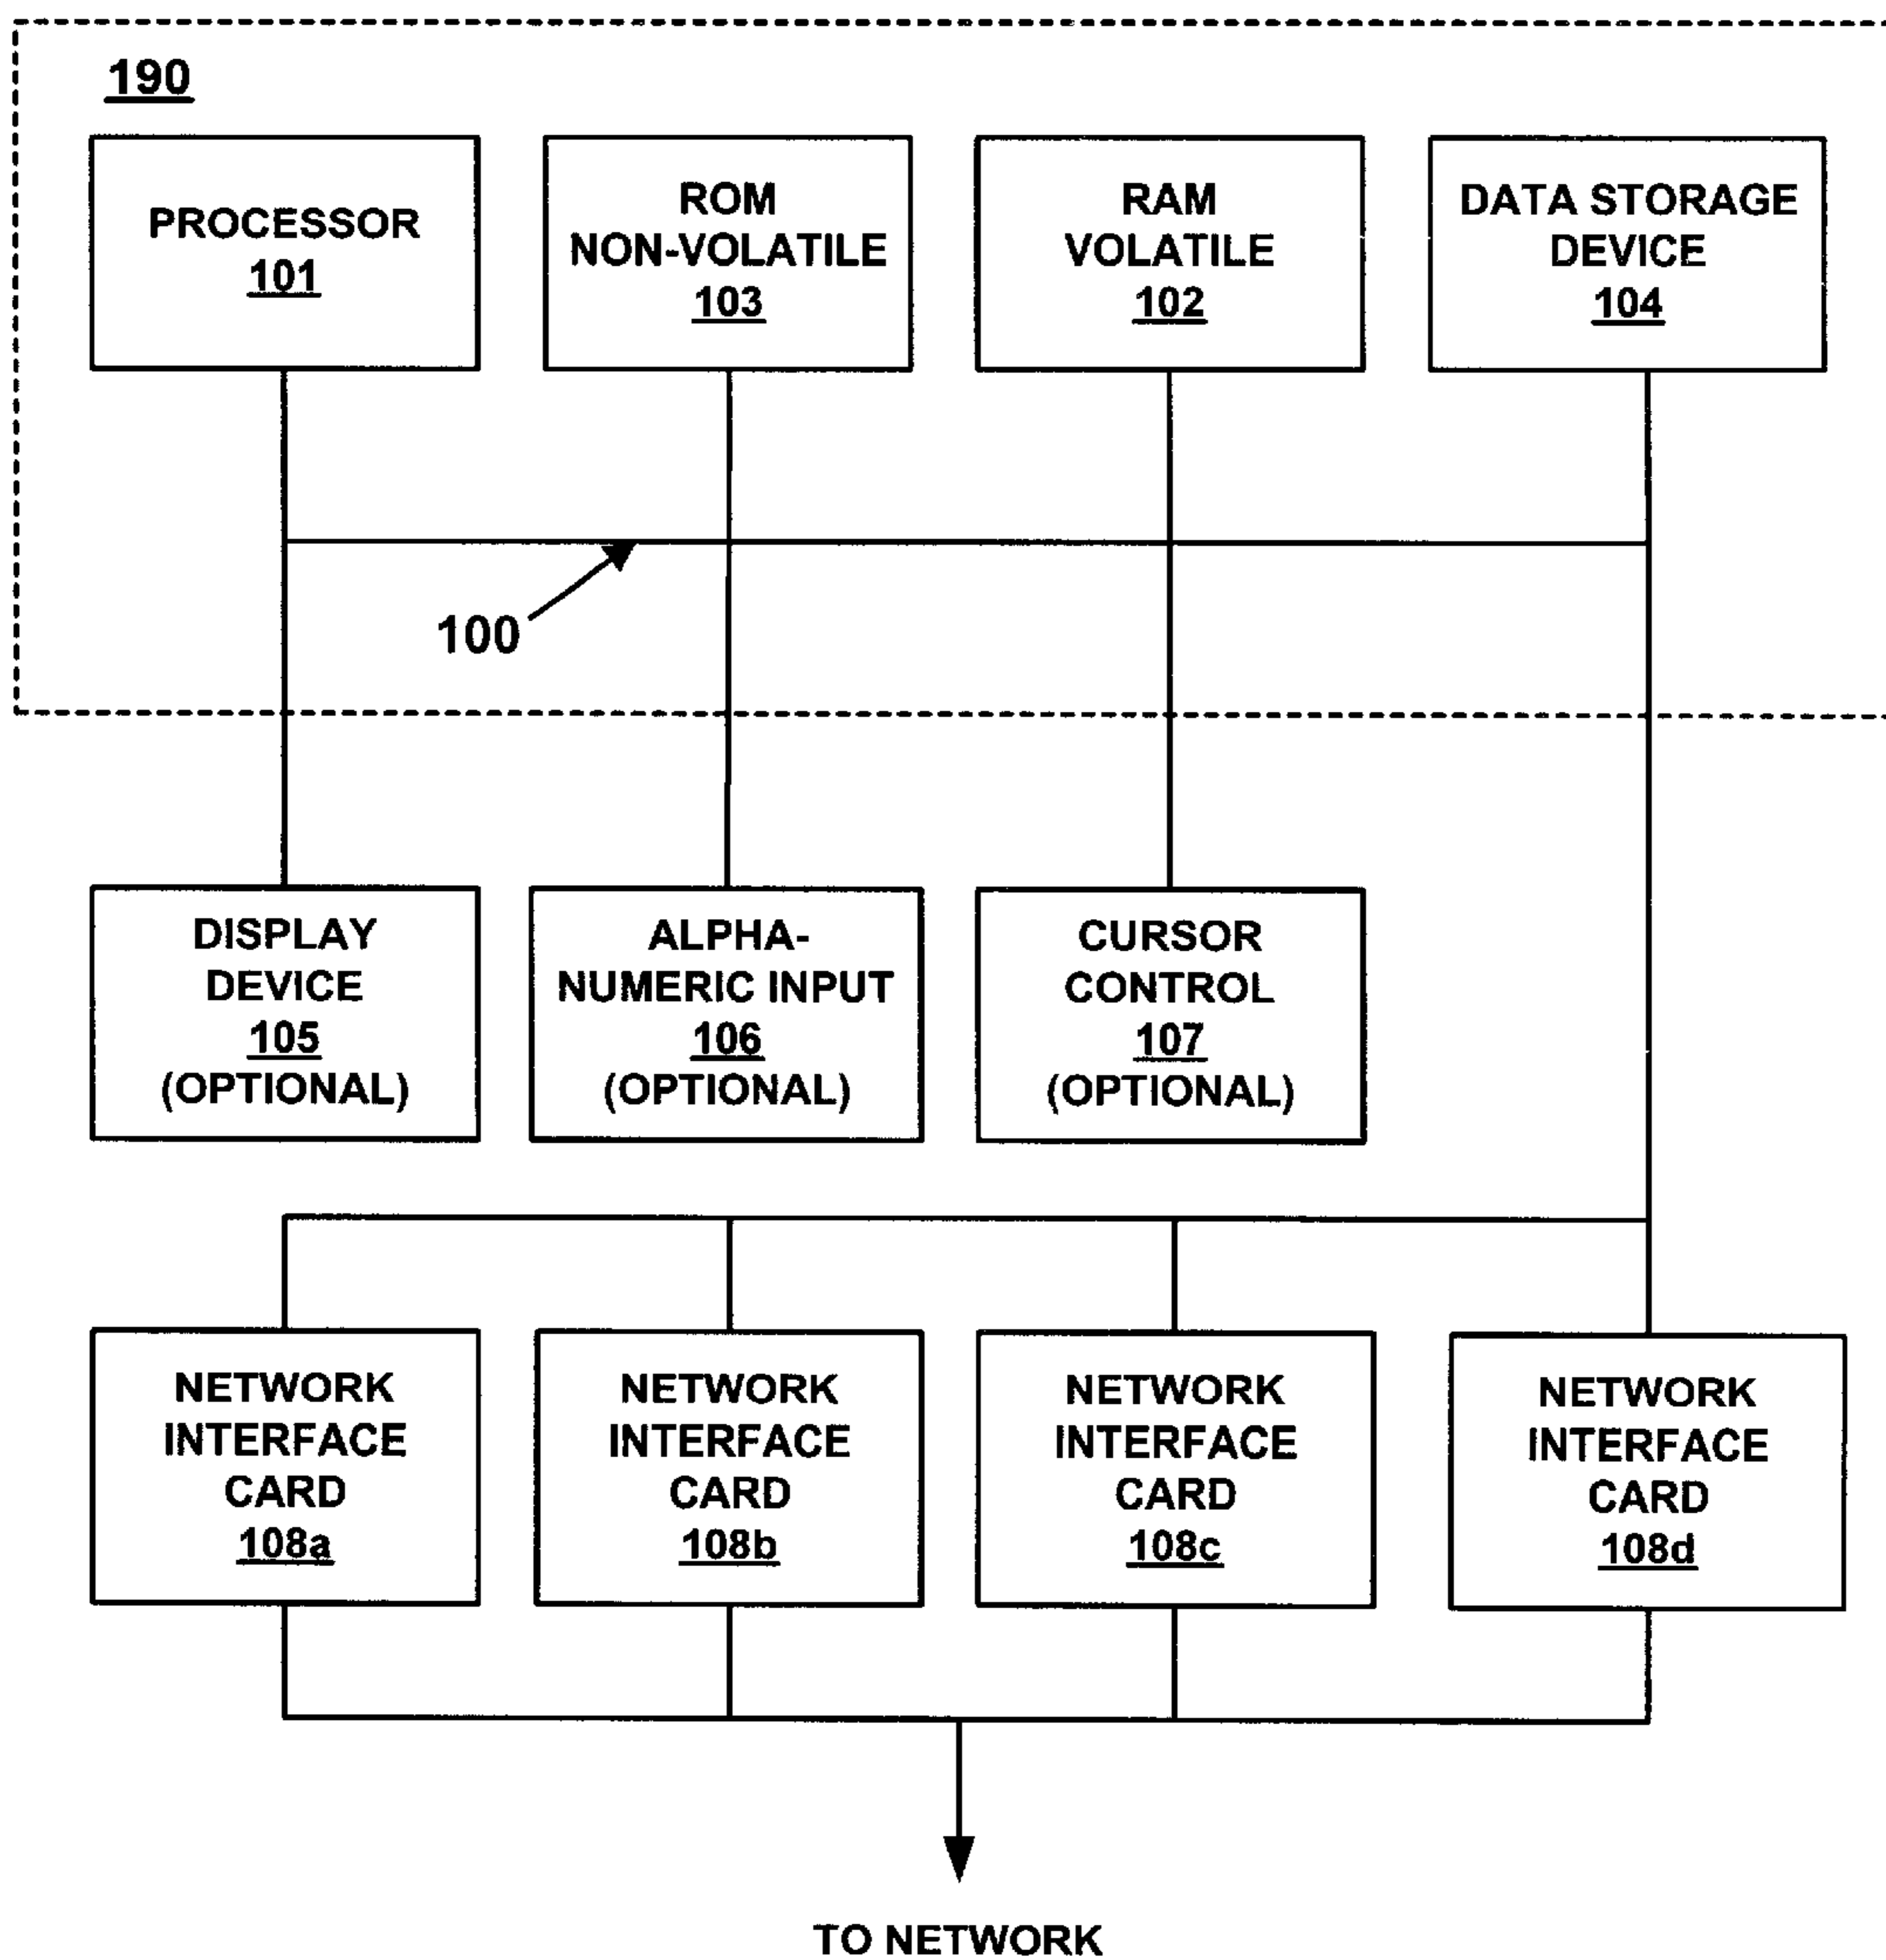 190
PROCESSOR
101
ROM
NON-VOLATILE
103
RAM
VOLATILE
102
DATA STORAGE
DEVICE
104
100
DISPLAY
DEVICE
105
(OPTIONAL)
ALPHA-
NUMERIC INPUT
106
(OPTIONAL)
CURSOR
CONTROL
107
(OPTIONAL)
NETWORK
INTERFACE
CARD
108a
NETWORK
INTERFACE
CARD
108b
NETWORK
INTERFACE
CARD
108c
NETWORK
INTERFACE
CARD
108d
TO NETWORK